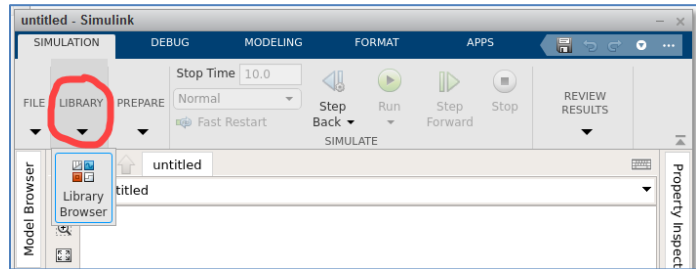 untitled - Simulink
SIMULATION DEBUG MODELING FORMAT APPS
FILE LIBRARY PREPARE
Stop Time 10.0
Normal
Fast Restart
Step Back
Run
Step Forward
Stop
SIMULATE
REVIEW RESULTS
Model Browser
Library Browser
untitled
titled
Property Inspect